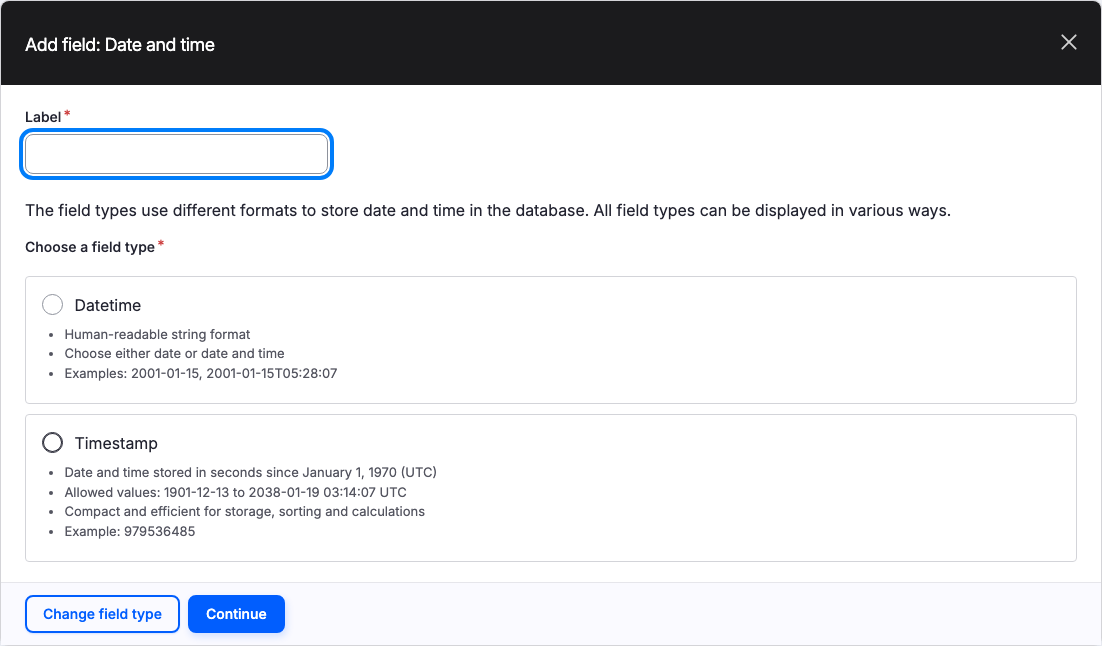 Add field: Date and time
Label*
The field types use different formats to store date and time in the database. All field types can be displayed in various ways.
Choose a field type*
Datetime
• Human-readable string format
• Choose either date or date and time
• Examples: 2001-01-15, 2001-01-15T05:28:07
Timestamp
• Date and time stored in seconds since January 1, 1970 (UTC)
• Allowed values: 1901-12-13 to 2038-01-19 03:14:07 UTC
• Compact and efficient for storage, sorting and calculations
• Example: 979536485
Change field type
Continue